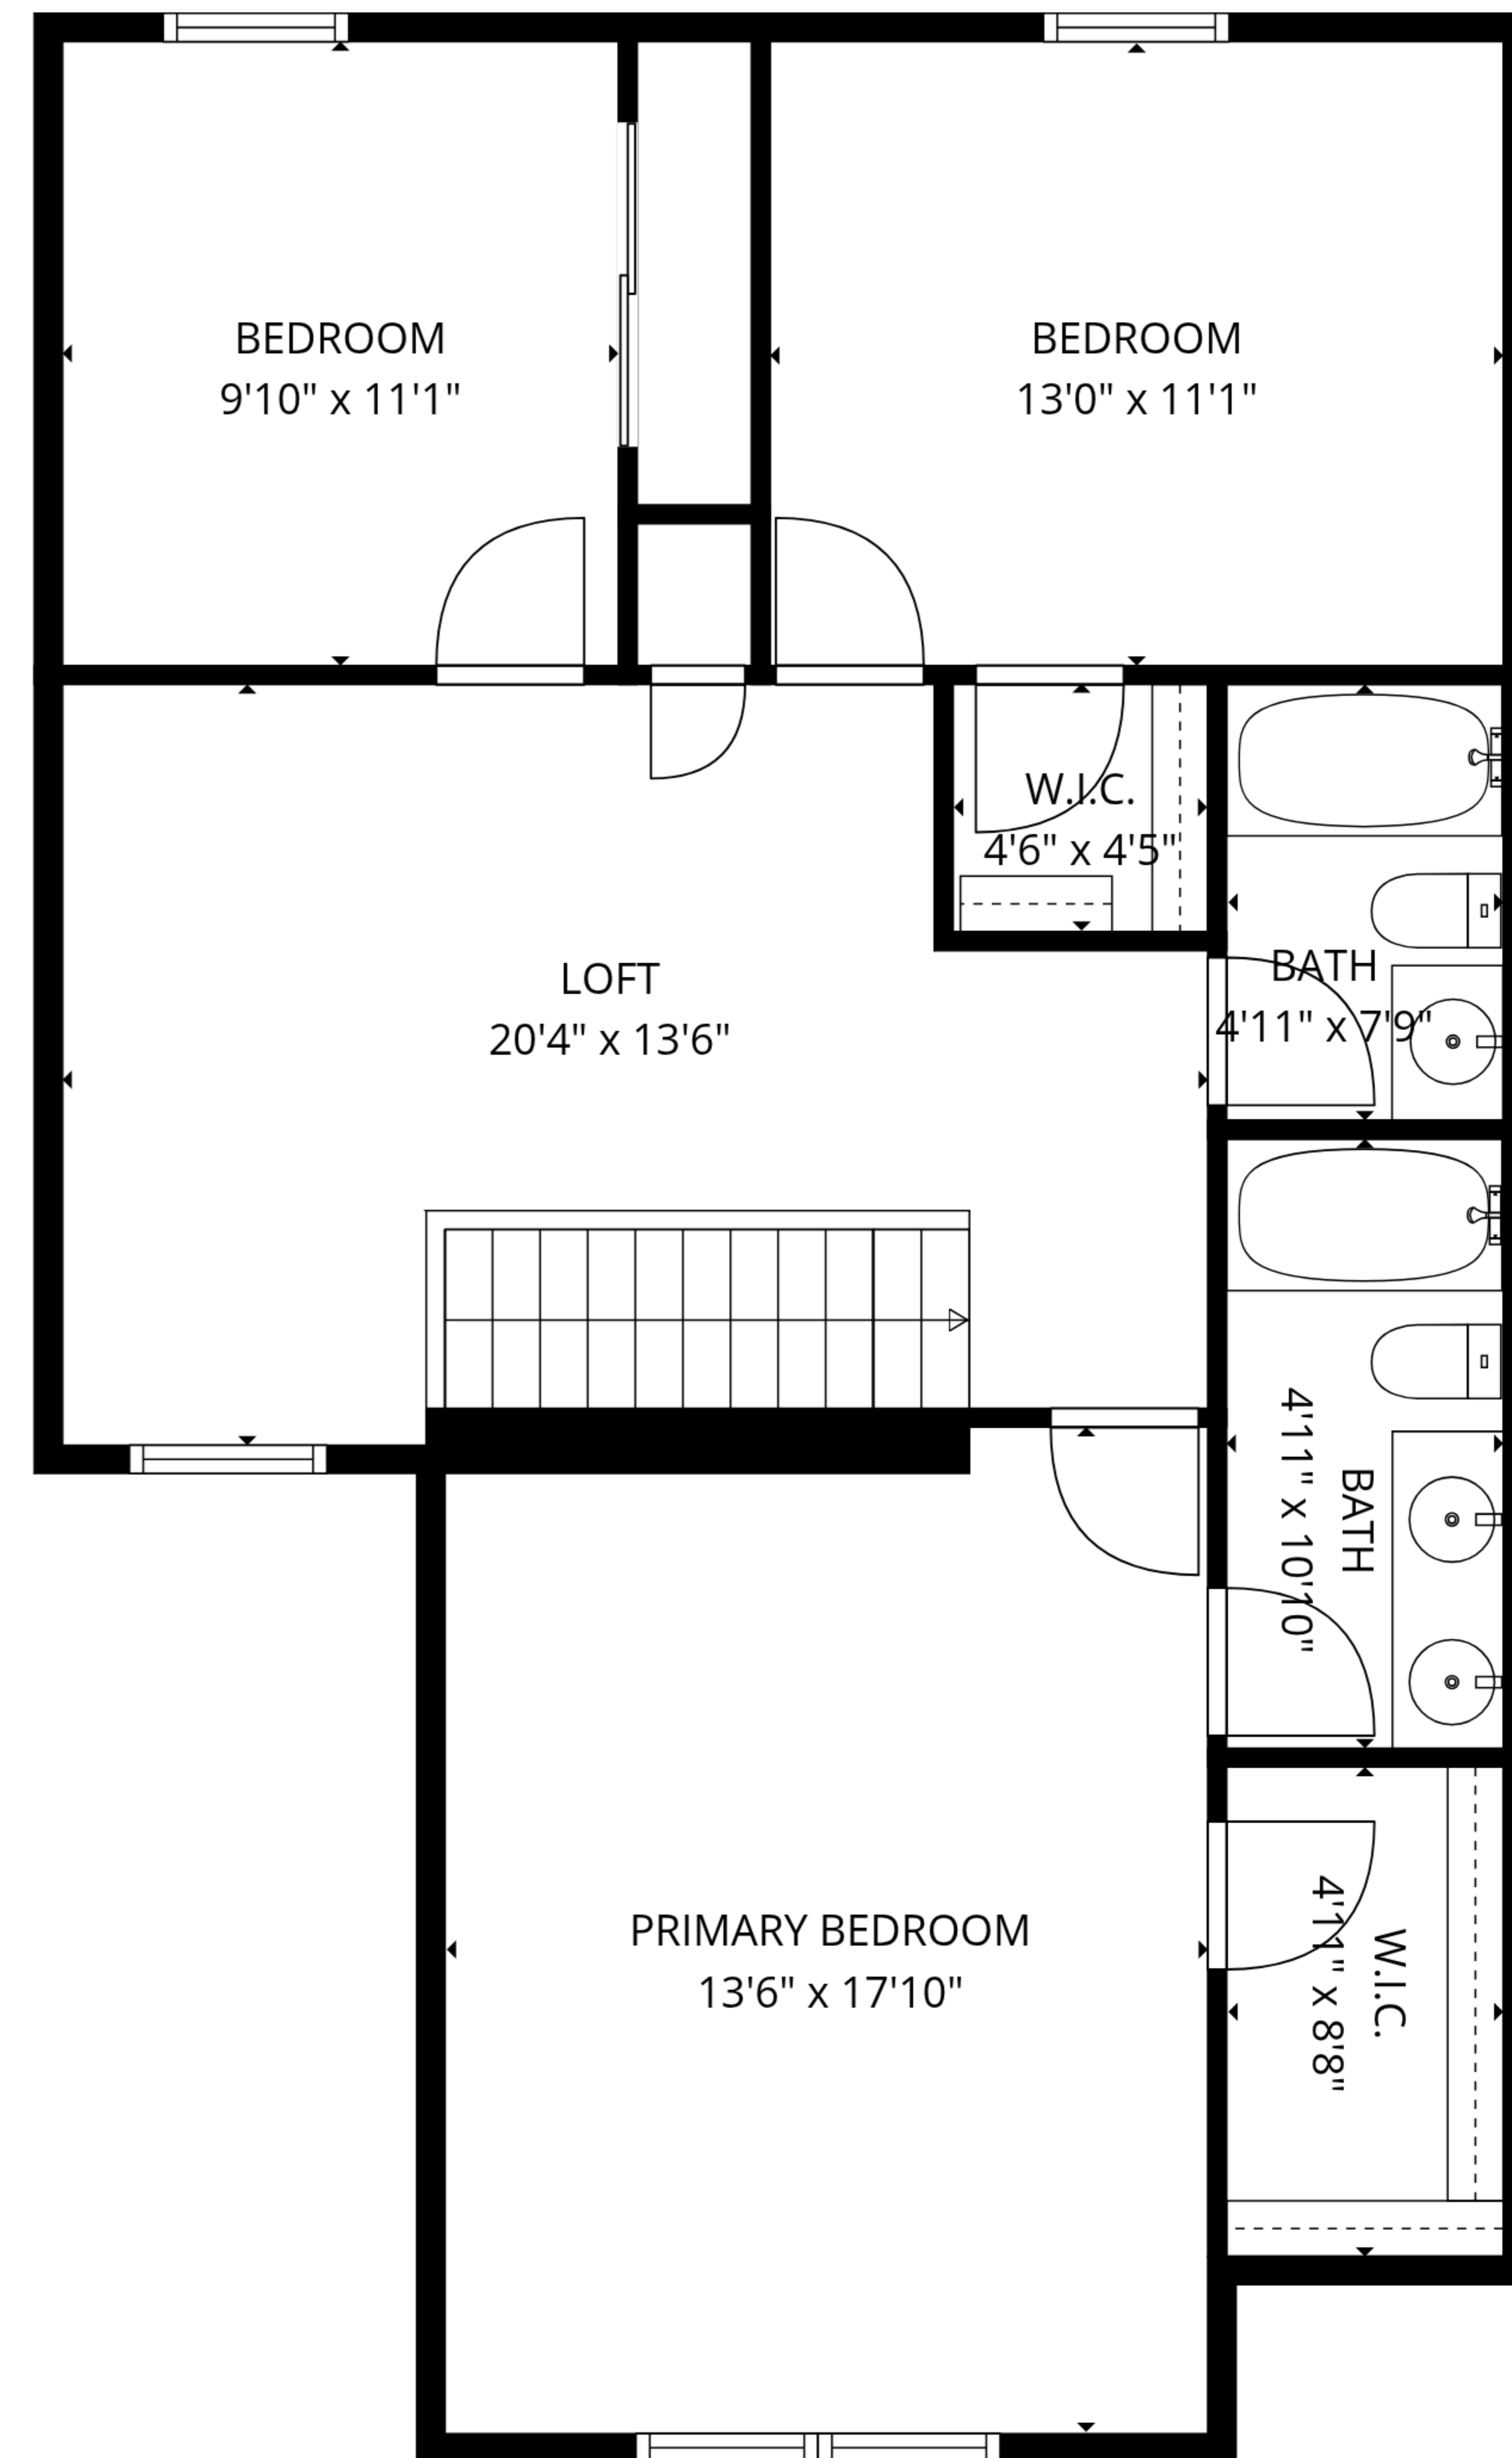 BEDROOM
9'10" x 11'1"
BEDROOM
13'0" x 11'1"
W.I.C.
4'6" x 4'5"
LOFT
20'4" x 13'6"
BATH
4'11" x 7'9"
BATH
4'11" x 10'10"
PRIMARY BEDROOM
13'6" x 17'10"
W.I.C.
4'11" x 8'8"